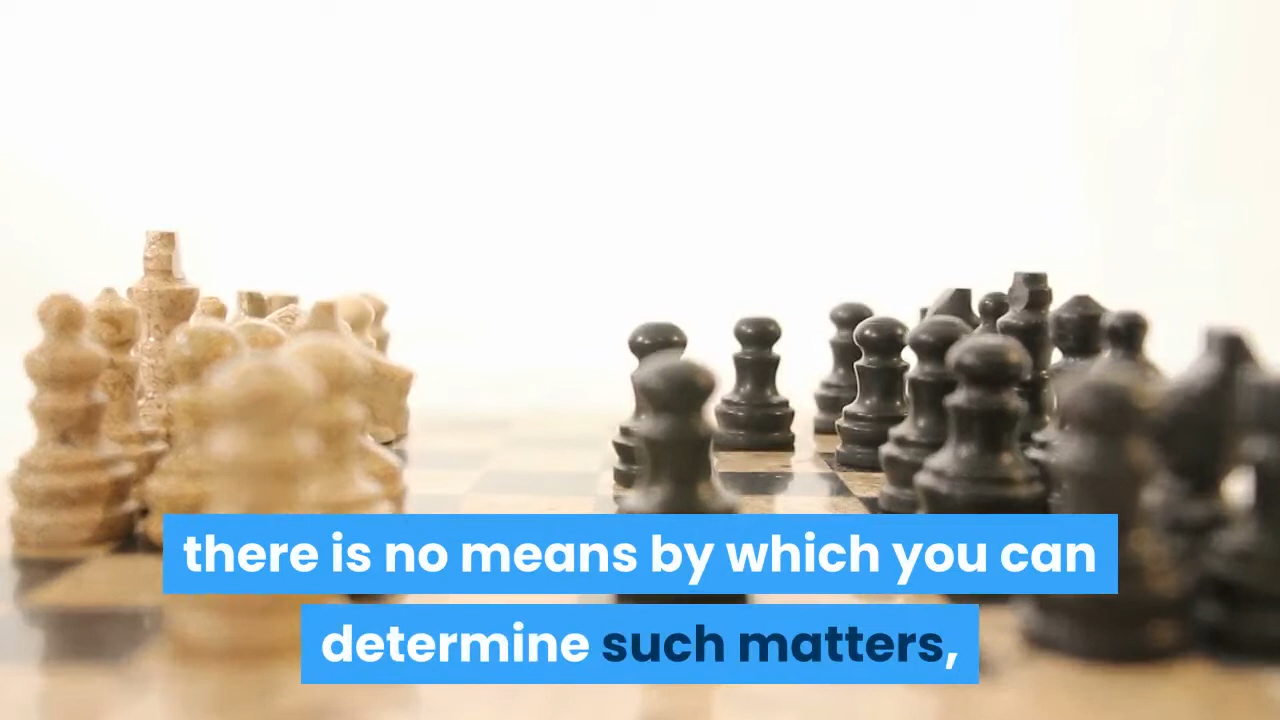 there is no means by which you can
determine such matters,